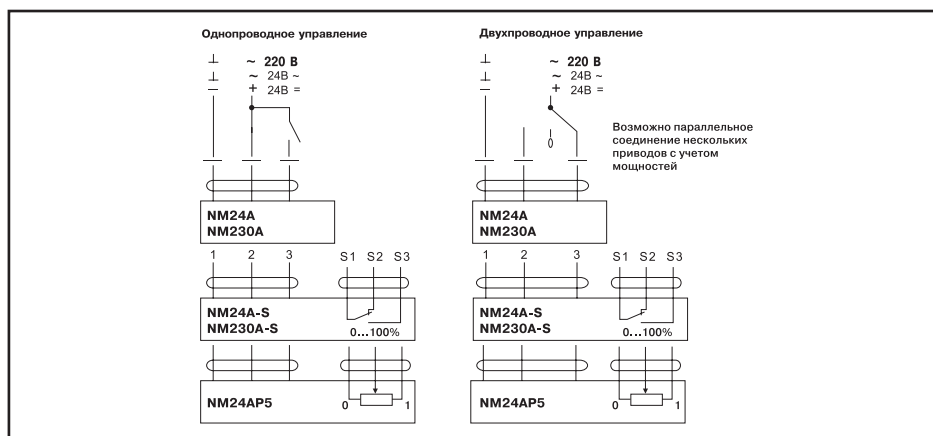 Однопроводное управление
~ 220 В
~ 24В ~
+ 24В =
NM24A
NM230A
1 2 3 S1 S2 S3
NM24A-S
NM230A-S
0...100%
NM24AP5
0 1
Двухпроводное управление
~ 220 В
~ 24В ~
+ 24В =
Возможно параллельное
соединение нескольких
приводов с учетом
мощностей
NM24A
NM230A
1 2 3 S1 S2 S3
NM24A-S
NM230A-S
0...100%
NM24AP5
0 1